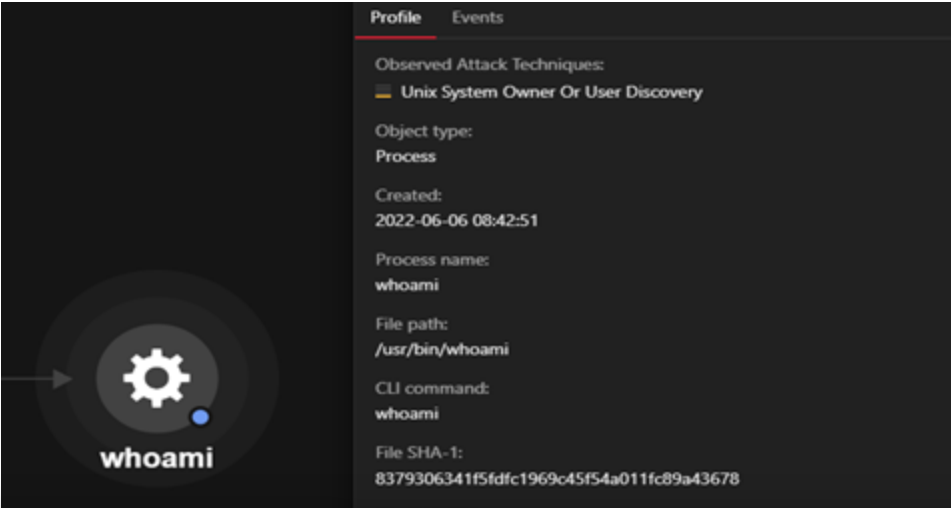 Profile Events
Observed Attack Techniques:
Unix System Owner Or User Discovery
Object type:
Process
Created:
2022-06-06 08:42:51
Process name:
whoami
File path:
/usr/bin/whoami
CLI command:
whoami
File SHA-1:
8379306341f5fdfc1969c45f54a011fc89a43678
whoami